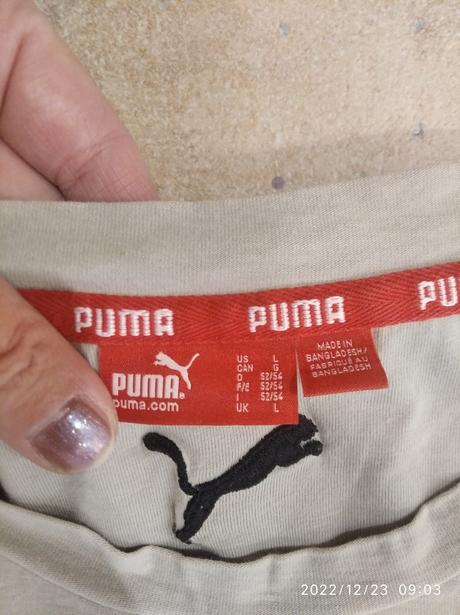 PUMA PUMA PU
PUMA®
puma.com
US L
CAN G
D 52/54
F/E 52/54
I 52/54
UK L
MADE IN
BANGLADESH/
FABRIQUÉ AU
BANGLADESH
2022/12/23 09:03